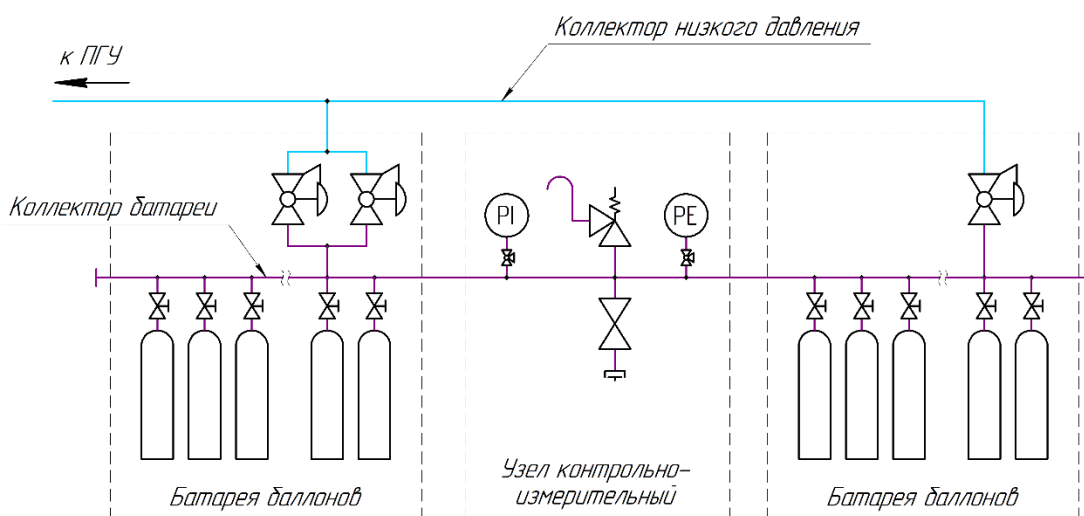 Коллектор низкого давления
к ПГУ
Коллектор батареи
PI
PE
Батарея баллонов
Узел контрольно-
измерительный
Батарея баллонов